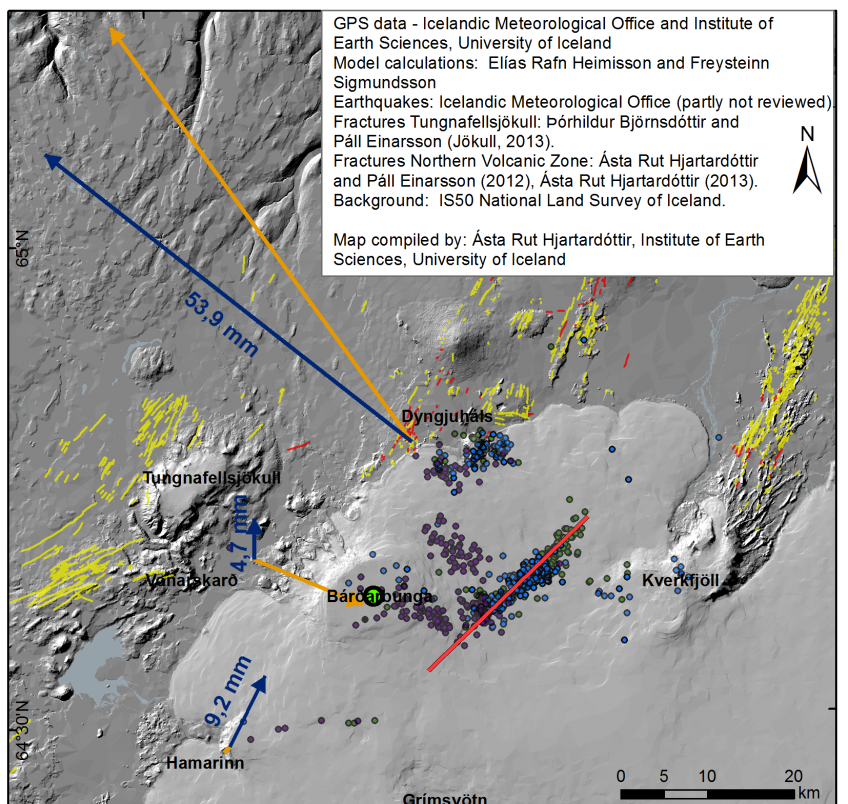 GPS data - Icelandic Meteorological Office and Institute of
Earth Sciences, University of Iceland
Model calculations: Elías Rafn Heimisson and Freysteinn
Sigmundsson
Earthquakes: Icelandic Meteorological Office (partly not reviewed).
Fractures Tungnafellsjökull: Þórhildur Björnsdóttir and
Páll Einarsson (Jökull, 2013).
Fractures Northern Volcanic Zone: Ásta Rut Hjartardóttir
and Páll Einarsson (2012), Ásta Rut Hjartardóttir (2013).
Background: IS50 National Land Survey of Iceland.
Map compiled by: Ásta Rut Hjartardóttir, Institute of Earth
Sciences, University of Iceland
N
65°N
53,9 mm
Dyngjuháls
Tungnafellsjökull
4,7 mm
Vonarskarð
Bárðarbunga
Kverkfjöll
9,2 mm
64°30'N
Hamarinn
0 5 10 20
km
Grímsvötn